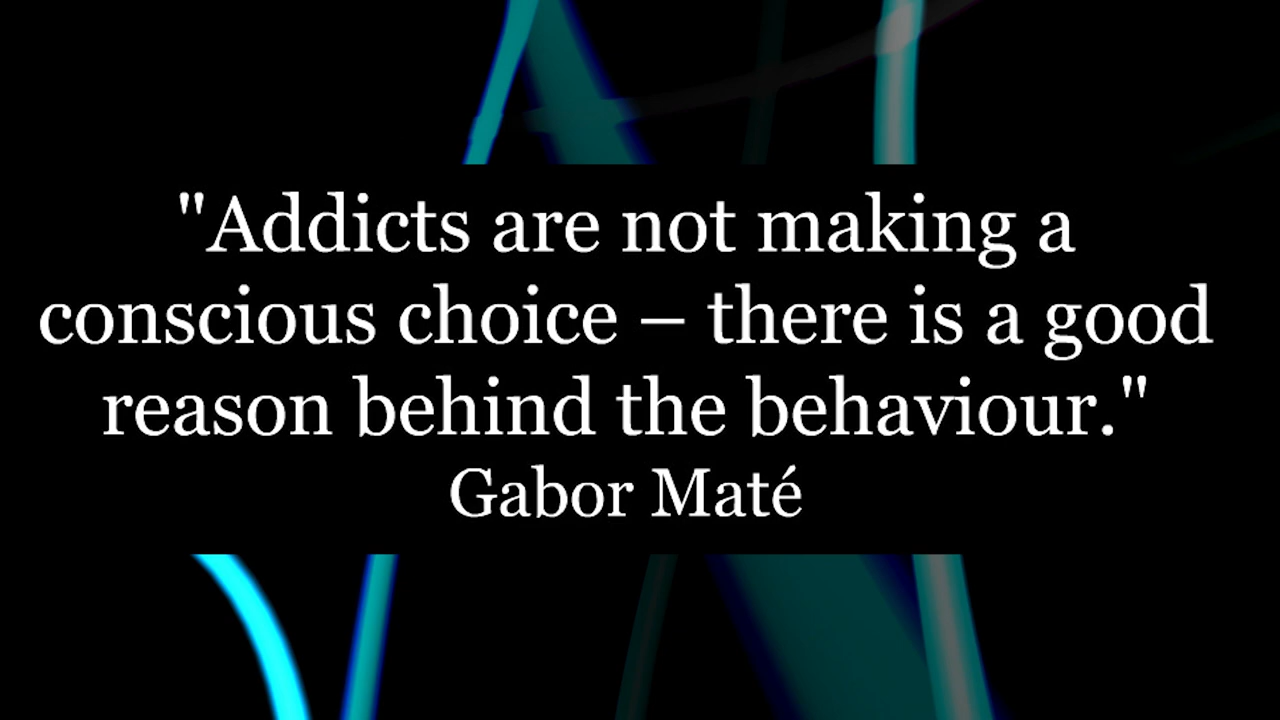 "Addicts are not making a
conscious choice – there is a good
reason behind the behaviour."
Gabor Maté